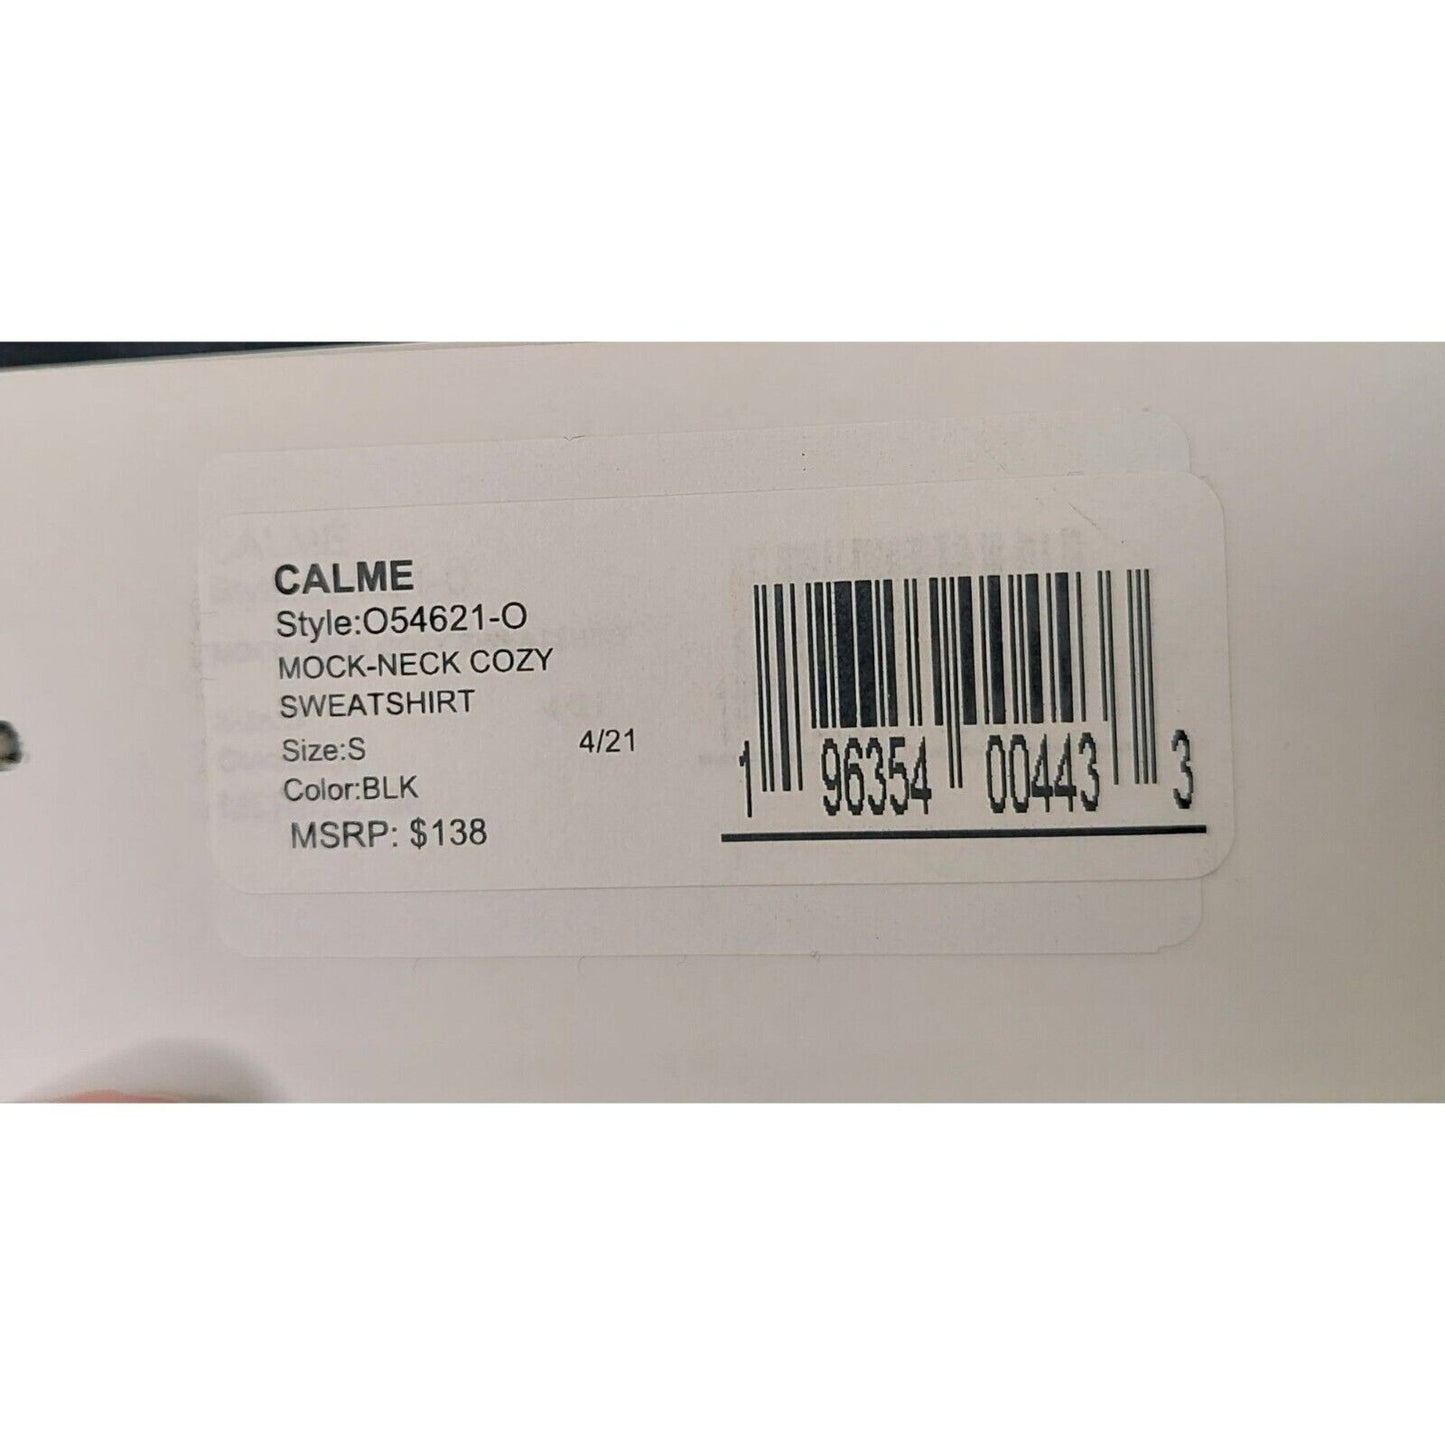 CALME
Style:O54621-O
MOCK-NECK COZY
SWEATSHIRT
Size:S
4/21
Color:BLK
MSRP: $138
1 96354 00443 3